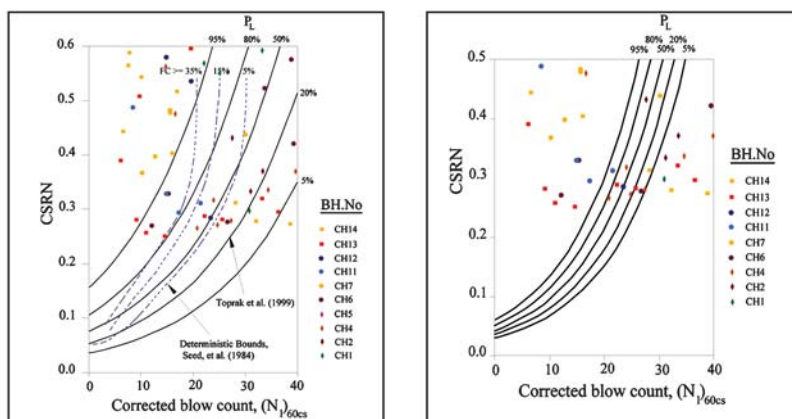 P_L
95% 80% 50%
0.6
FC >= 35% 15% 5%
20%
0.5
0.4
5%
CSRN
0.3
0.2
0.1
0.0
BH.No
CH14
CH13
CH12
CH11
CH7
CH6
CH5
CH4
CH2
CH1
Toprak et al. (1999)
Deterministic Bounds,
Seed, et al. (1984)
0 10 20 30 40
Corrected blow count, (N₁)₆₀cs
P_L
80% 20%
95% 50% 5%
0.5
0.4
0.3
CSRN
0.2
0.1
0.0
BH.No
CH14
CH13
CH12
CH11
CH7
CH6
CH4
CH2
CH1
0 10 20 30 40
Corrected blow count, (N₁)₆₀cs